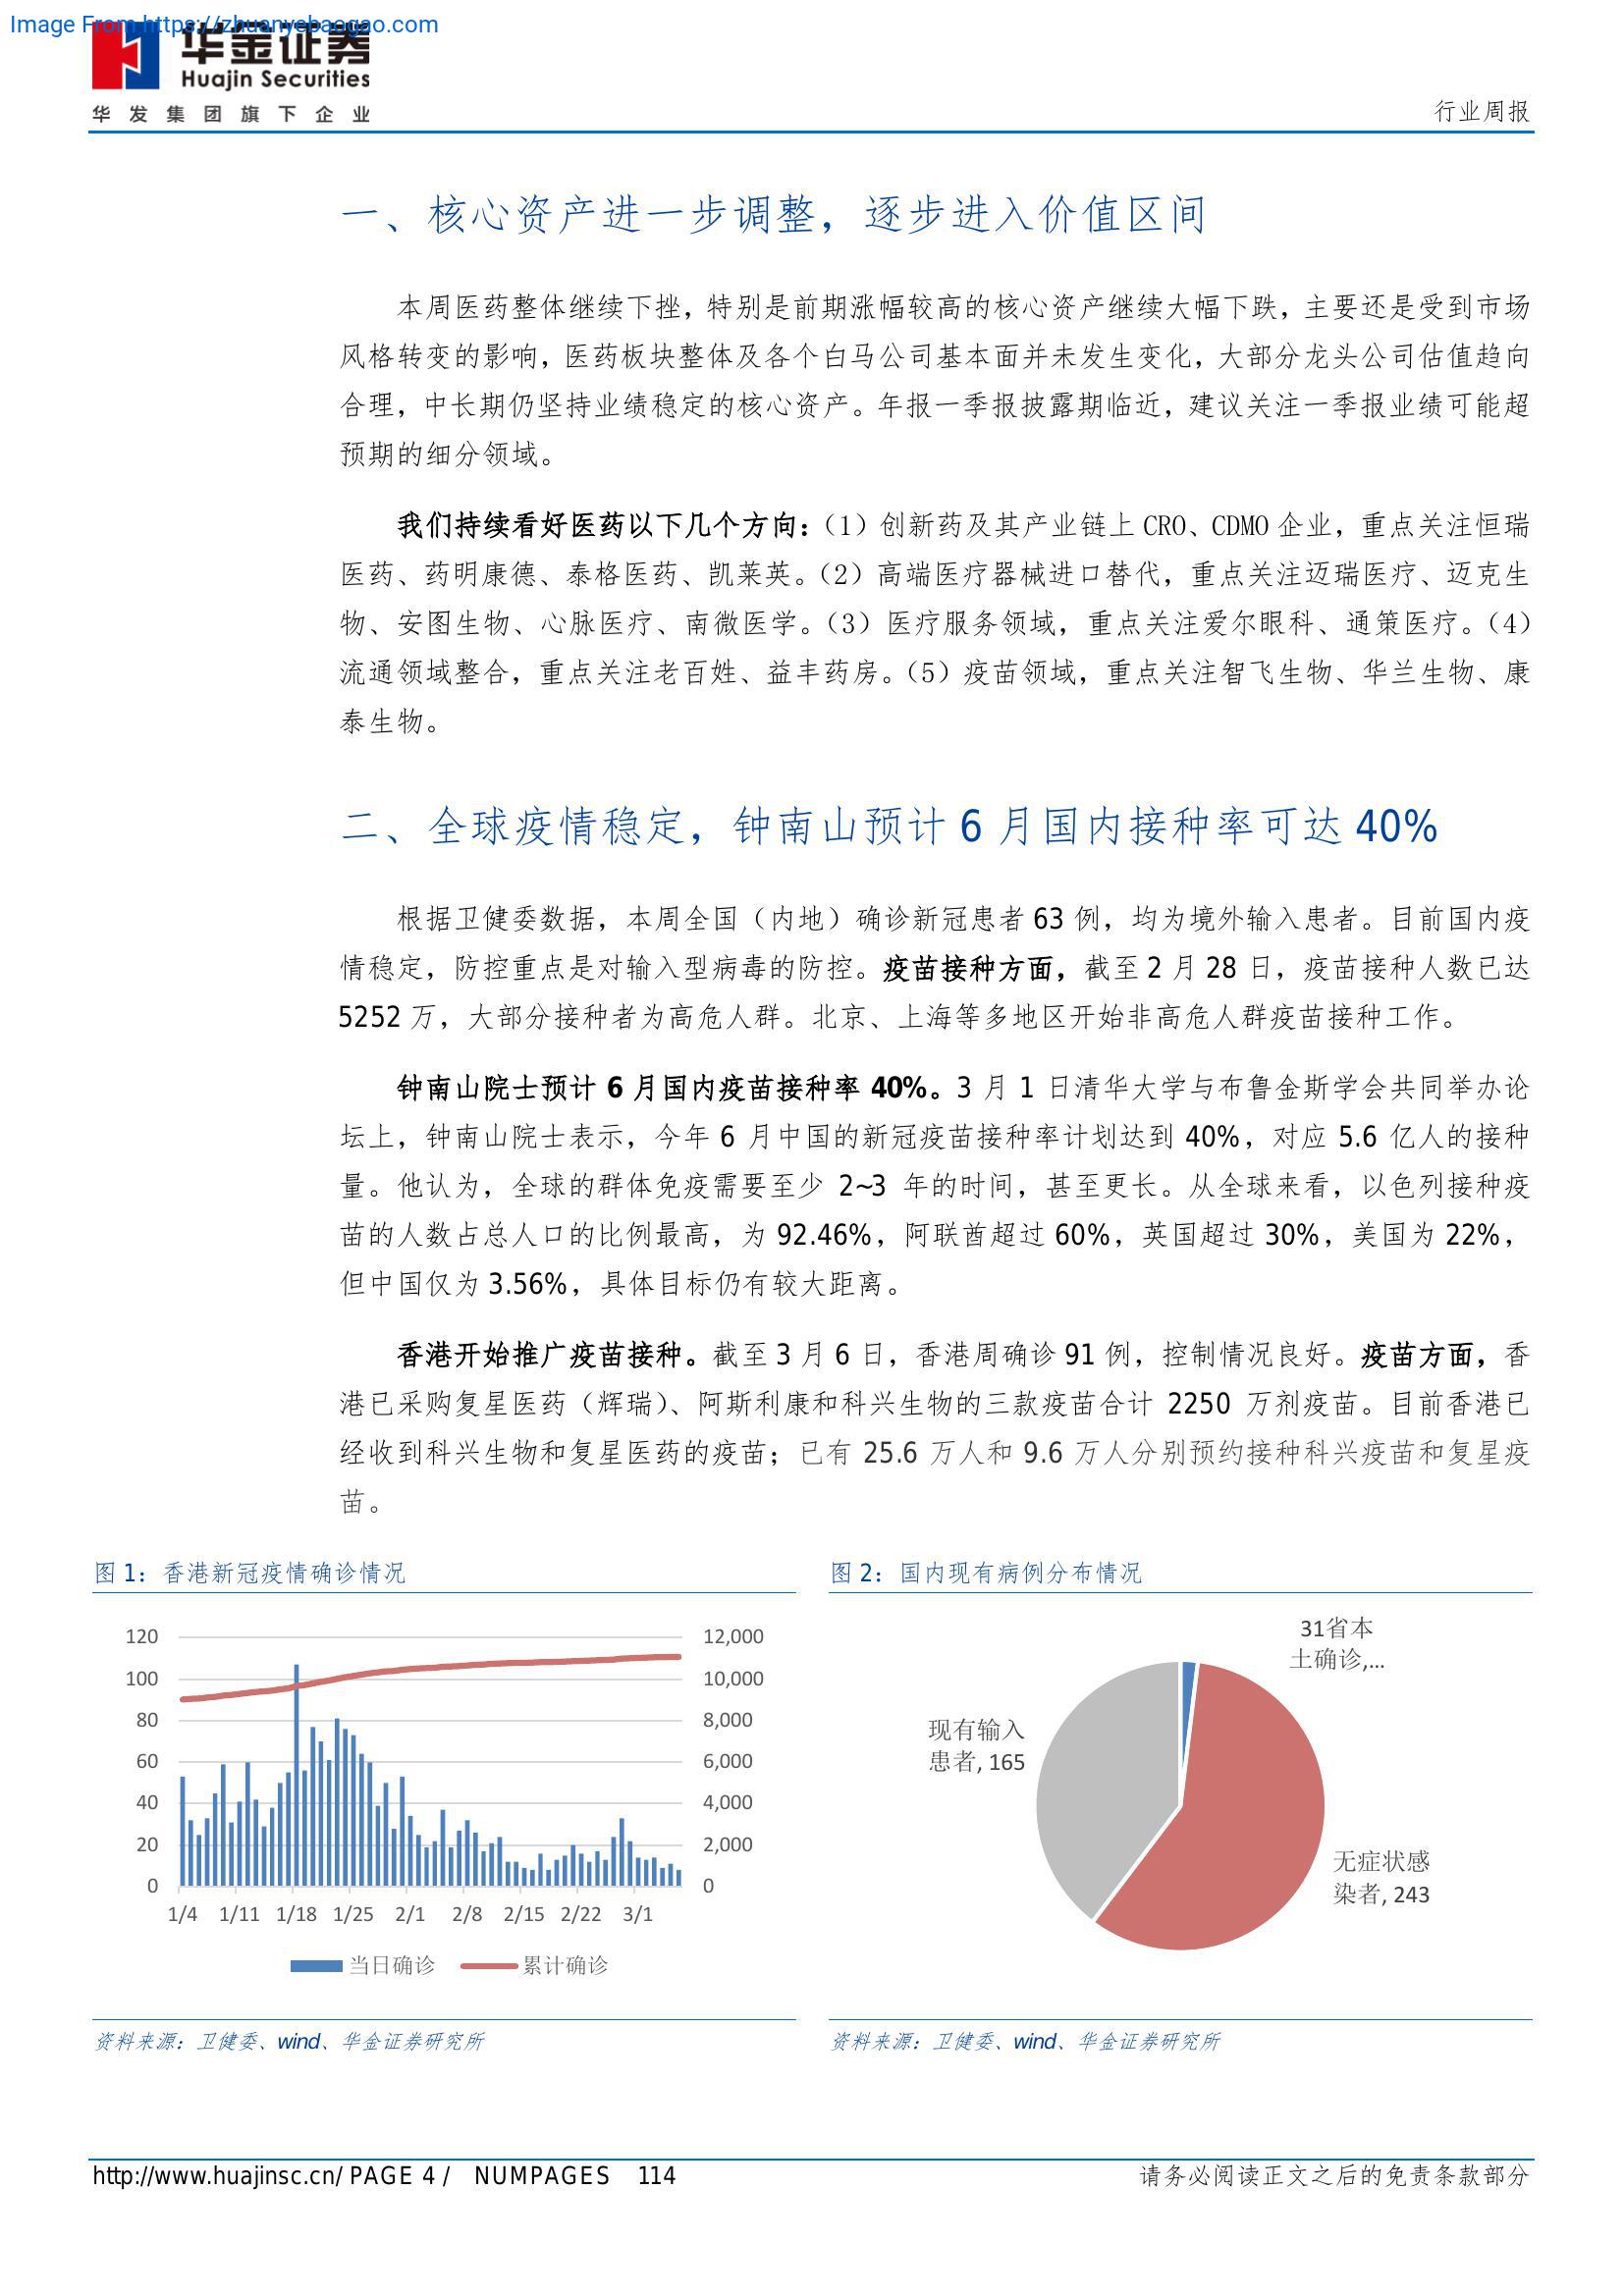 Image From https://zhuanyebaogao.com
华金证券
Huajin Securities
华发集团旗下企业
行业周报
一、核心资产进一步调整，逐步进入价值区间
本周医药整体继续下挫，特别是前期涨幅较高的核心资产继续大幅下跌，主要还是受到市场
风格转变的影响，医药板块整体及各个白马公司基本面并未发生变化，大部分龙头公司估值趋向
合理，中长期仍坚持业绩稳定的核心资产。年报一季报披露期临近，建议关注一季报业绩可能超
预期的细分领域。
我们持续看好医药以下几个方向：（1）创新药及其产业链上 CRO、CDMO 企业，重点关注恒瑞
医药、药明康德、泰格医药、凯莱英。（2）高端医疗器械进口替代，重点关注迈瑞医疗、迈克生
物、安图生物、心脉医疗、南微医学。（3）医疗服务领域，重点关注爱尔眼科、通策医疗。（4）
流通领域整合，重点关注老百姓、益丰药房。（5）疫苗领域，重点关注智飞生物、华兰生物、康
泰生物。
二、全球疫情稳定，钟南山预计 6 月国内接种率可达 40%
根据卫健委数据，本周全国（内地）确诊新冠患者 63 例，均为境外输入患者。目前国内疫
情稳定，防控重点是对输入型病毒的防控。疫苗接种方面，截至 2 月 28 日，疫苗接种人数已达
5252 万，大部分接种者为高危人群。北京、上海等多地区开始非高危人群疫苗接种工作。
钟南山院士预计 6 月国内疫苗接种率 40%。3 月 1 日清华大学与布鲁金斯学会共同举办论
坛上，钟南山院士表示，今年 6 月中国的新冠疫苗接种率计划达到 40%，对应 5.6 亿人的接种
量。他认为，全球的群体免疫需要至少 2~3 年的时间，甚至更长。从全球来看，以色列接种疫
苗的人数占总人口的比例最高，为 92.46%，阿联酋超过 60%，英国超过 30%，美国为 22%，
但中国仅为 3.56%，具体目标仍有较大距离。
香港开始推广疫苗接种。截至 3 月 6 日，香港周确诊 91 例，控制情况良好。疫苗方面，香
港已采购复星医药（辉瑞）、阿斯利康和科兴生物的三款疫苗合计 2250 万剂疫苗。目前香港已
经收到科兴生物和复星医药的疫苗；已有 25.6 万人和 9.6 万人分别预约接种科兴疫苗和复星疫
苗。
图 1：香港新冠疫情确诊情况
120 12,000
100 10,000
80 8,000
60 6,000
40 4,000
20 2,000
0 0
1/4 1/11 1/18 1/25 2/1 2/8 2/15 2/22 3/1
当日确诊 累计确诊
资料来源：卫健委、wind、华金证券研究所
图 2：国内现有病例分布情况
31省本
土确诊,...
现有输入
患者, 165
无症状感
染者, 243
资料来源：卫健委、wind、华金证券研究所
http://www.huajinsc.cn/ PAGE 4 / NUMPAGES 114
请务必阅读正文之后的免责条款部分